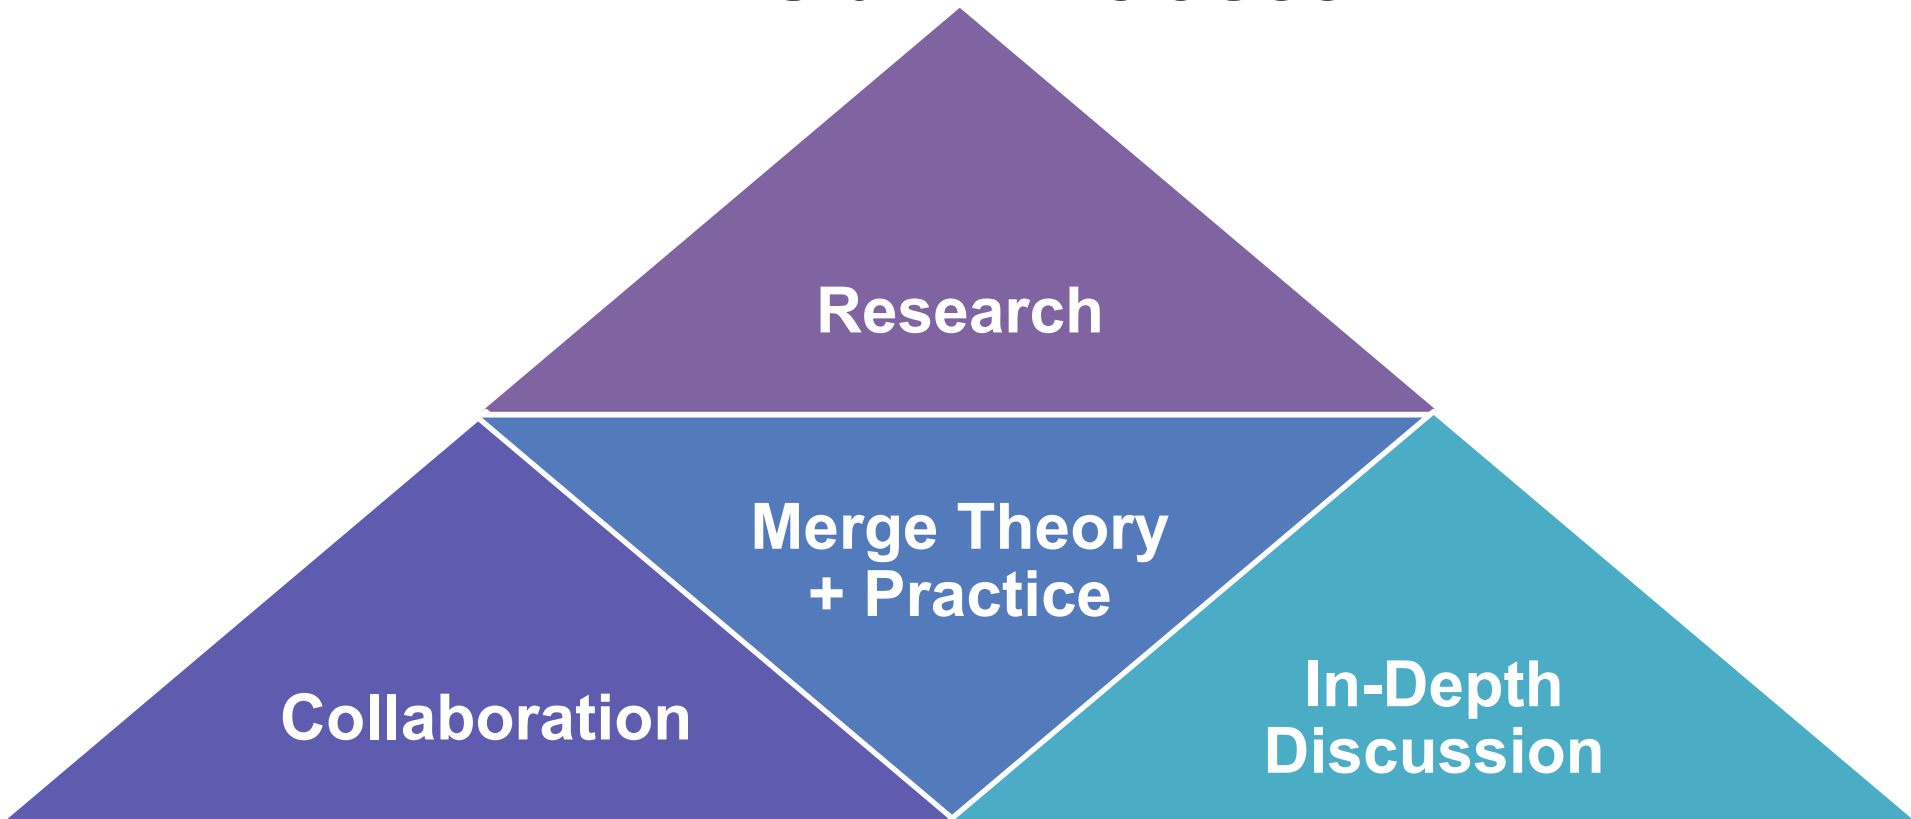 Research
Merge Theory
+ Practice
Collaboration
In-Depth
Discussion